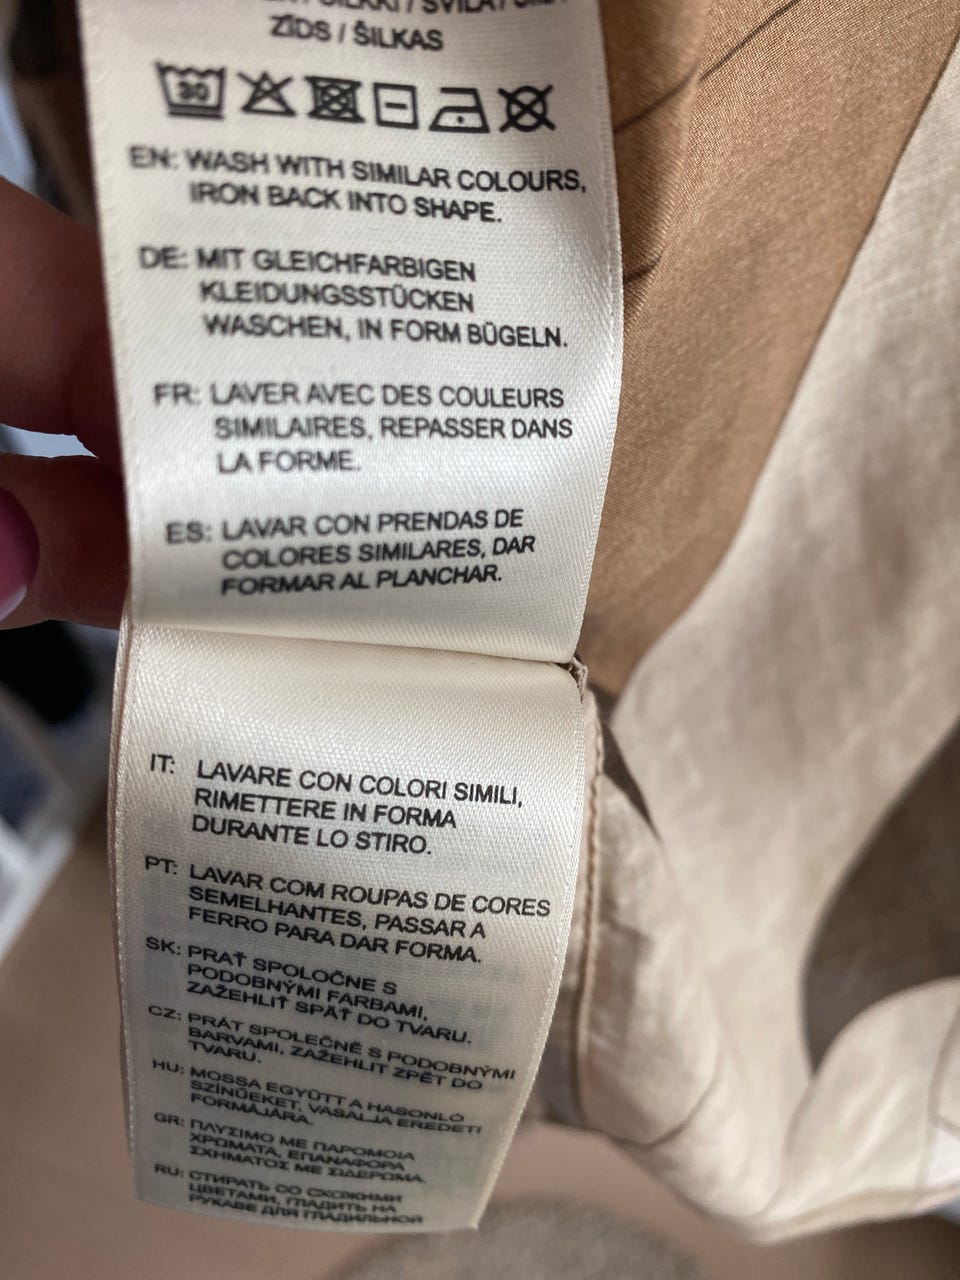 SILKKI / SVILA /
ZĪDS / ŠILKAS
30
EN: WASH WITH SIMILAR COLOURS,
IRON BACK INTO SHAPE.
DE: MIT GLEICHFARBIGEN
KLEIDUNGSSTÜCKEN
WASCHEN, IN FORM BÜGELN.
FR: LAVER AVEC DES COULEURS
SIMILAIRES, REPASSER DANS
LA FORME.
ES: LAVAR CON PRENDAS DE
COLORES SIMILARES, DAR
FORMAR AL PLANCHAR.
IT: LAVARE CON COLORI SIMILI,
RIMETTERE IN FORMA
DURANTE LO STIRO.
PT: LAVAR COM ROUPAS DE CORES
SEMELHANTES, PASSAR A
FERRO PARA DAR FORMA.
SK: PRAŤ SPOLOČNE S
PODOBNÝMI FARBAMI,
ZAŽEHLIŤ SPÄŤ DO TVARU.
CZ: PRÁT SPOLEČNĚ S PODOBNÝMI
BARVAMI, ZAŽEHLIT ZPĚT DO
TVARU.
HU: MOSSA EGYÜTT A HASONLÓ
SZÍNŰEKET, VASALJA EREDETI
FORMÁJÁRA.
GR: ΠΛΥΣΙΜΟ ΜΕ ΠΑΡΟΜΟΙΑ
ΧΡΩΜΑΤΑ, ΕΠΑΝΑΦΟΡΑ
ΣΧΗΜΑΤΟΣ ΜΕ ΣΙΔΕΡΩΜΑ.
RU: СТИРАТЬ СО СХОЖИМИ
ЦВЕТАМИ, ГЛАДИТЬ НА
РУКАВЕ ДЛЯ ГЛАДИЛЬНОЙ